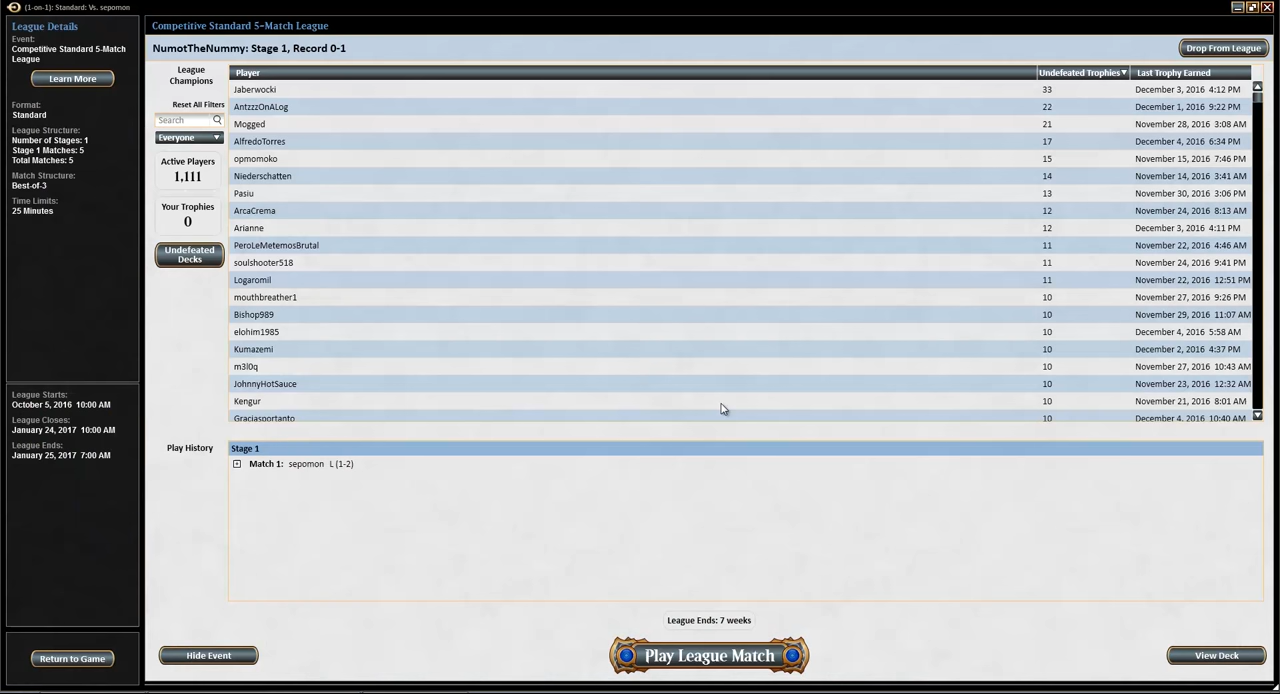 (1-on-1): Standard: Vs. sepomon
League Details
Event:
Competitive Standard 5-Match
League
Learn More
Format:
Standard
League Structure:
Number of Stages: 1
Stage 1 Matches: 5
Total Matches: 5
Match Structure:
Best-of-3
Time Limits:
25 Minutes
League Starts:
October 5, 2016 10:00 AM
League Closes:
January 24, 2017 10:00 AM
League Ends:
January 25, 2017 7:00 AM
Return to Game
Competitive Standard 5-Match League
NumotTheNummy: Stage 1, Record 0-1
Drop From League
League
Champions
Reset All Filters
Search
Everyone
Active Players
1,111
Your Trophies
0
Undefeated
Decks
Player Undefeated Trophies Last Trophy Earned
Jaberwocki 33 December 3, 2016 4:12 PM
AntzzzOnALog 22 December 1, 2016 9:22 PM
Mogged 21 November 28, 2016 3:08 AM
AlfredoTorres 17 December 4, 2016 6:34 PM
opmomoko 15 November 15, 2016 7:46 PM
Niederschatten 14 November 14, 2016 3:41 AM
Pasiu 13 November 30, 2016 3:06 PM
ArcaCrema 12 November 24, 2016 8:13 AM
Arianne 12 December 3, 2016 4:11 PM
PeroLeMetemosBrutal 11 November 22, 2016 4:46 AM
soulshooter518 11 November 24, 2016 9:41 PM
Logaromil 11 November 22, 2016 12:51 PM
mouthbreather1 10 November 27, 2016 9:26 PM
Bishop989 10 November 29, 2016 11:07 AM
elohim1985 10 December 4, 2016 5:58 AM
Kumazemi 10 December 2, 2016 4:37 PM
m3l0q 10 November 27, 2016 10:43 AM
JohnnyHotSauce 10 November 23, 2016 12:32 AM
Kengur 10 November 21, 2016 8:01 AM
Graciasportanto 10 December 4, 2016 10:40 AM
Play History
Stage 1
Match 1: sepomon L (1-2)
League Ends: 7 weeks
Hide Event
Play League Match
View Deck